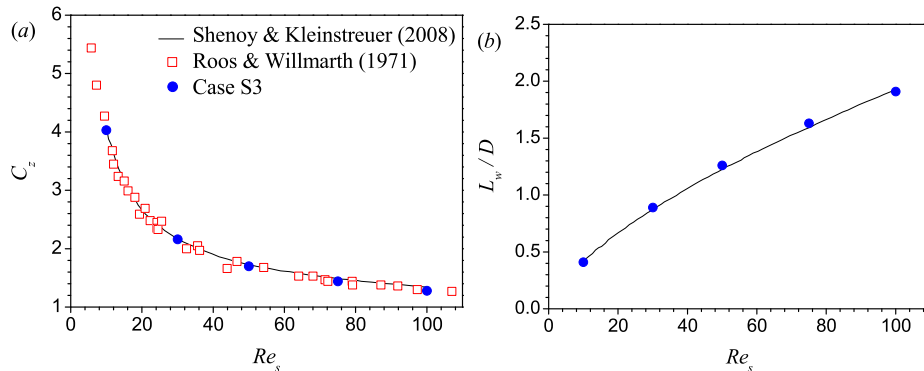 (a)
Shenoy & Kleinstreuer (2008)
Roos & Willmarth (1971)
Case S3
6
5
4
3
2
1
C_z
0 20 40 60 80 100
Re_s
(b)
2.5
2.0
1.5
1.0
0.5
0.0
L_w / D
0 20 40 60 80 100
Re_s